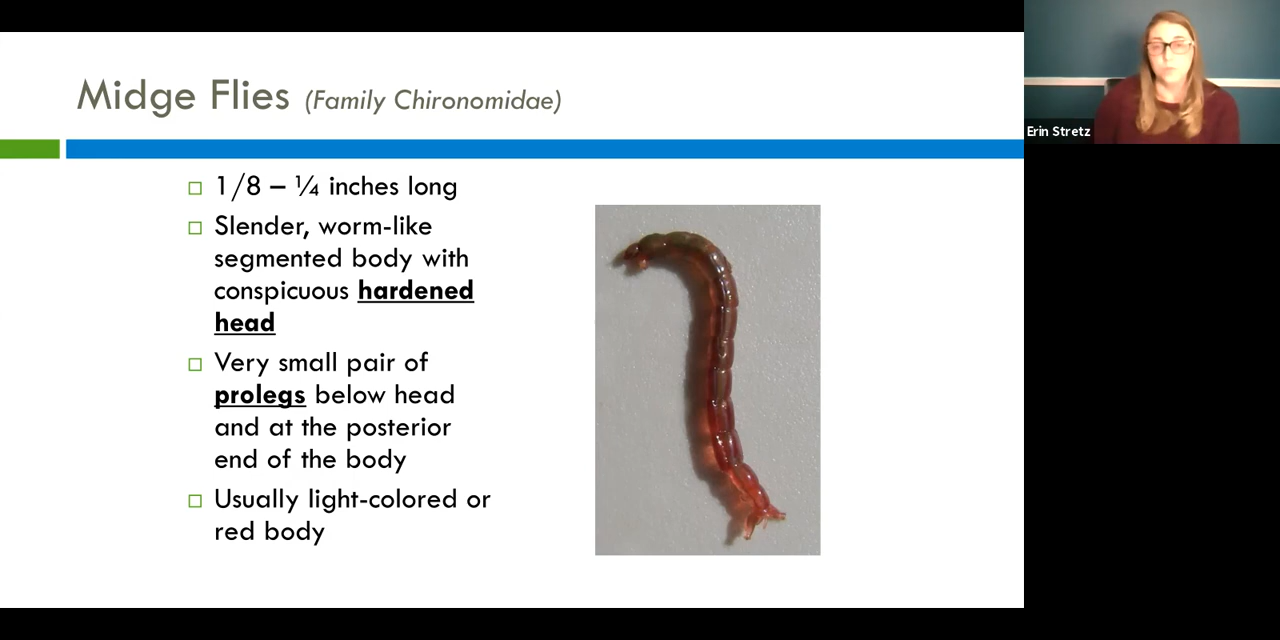 Midge Flies (Family Chironomidae)
1/8 – ¼ inches long
Slender, worm-like
segmented body with
conspicuous hardened
head
Very small pair of
prolegs below head
and at the posterior
end of the body
Usually light-colored or
red body
Erin Stretz